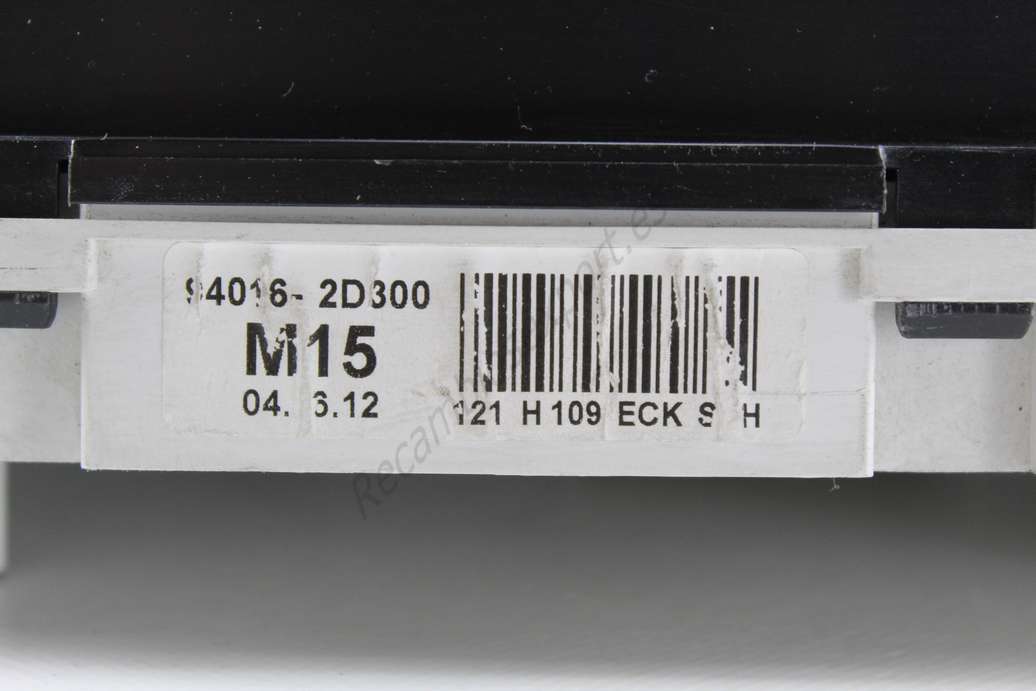 94016- 2D300
M15
04. 6.12
121 H 109 ECK S H